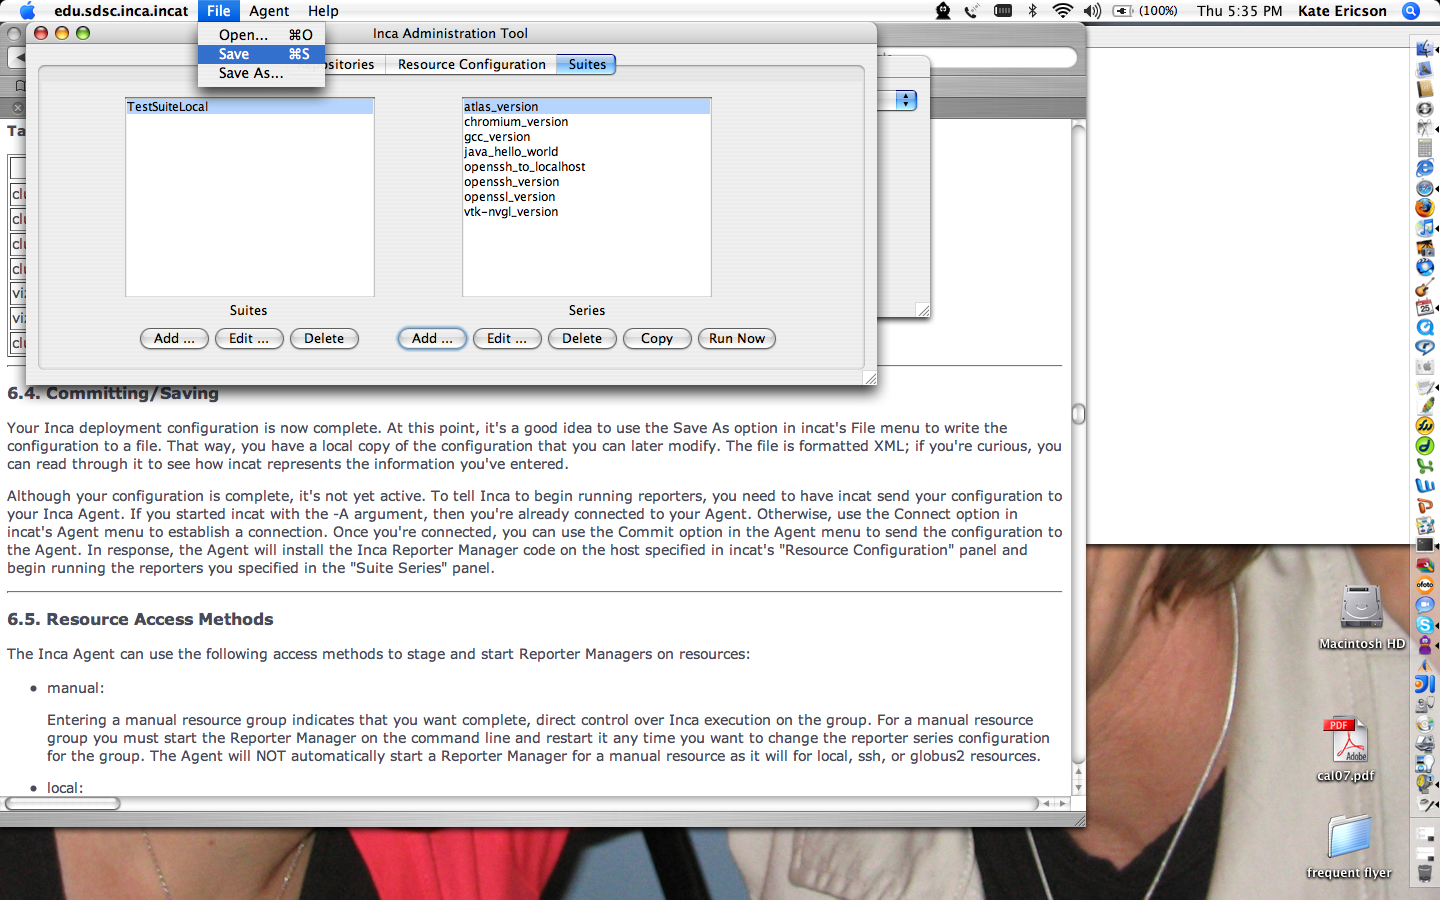 edu.sdsc.inca.incat File Agent Help (100%) Thu 5:35 PM Kate Ericson
Open... ⌘O
Save ⌘S
Save As...
Inca Administration Tool
ositories Resource Configuration Suites
TestSuiteLocal
atlas_version
chromium_version
gcc_version
java_hello_world
openssh_to_localhost
openssh_version
openssl_version
vtk-nvgl_version
Suites Series
Add ... Edit ... Delete Add ... Edit ... Delete Copy Run Now
Ta
clu
clu
clu
clu
viz
viz
clu
6.4. Committing/Saving
Your Inca deployment configuration is now complete. At this point, it's a good idea to use the Save As option in incat's File menu to write the
configuration to a file. That way, you have a local copy of the configuration that you can later modify. The file is formatted XML; if you're curious, you
can read through it to see how incat represents the information you've entered.
Although your configuration is complete, it's not yet active. To tell Inca to begin running reporters, you need to have incat send your configuration to
your Inca Agent. If you started incat with the -A argument, then you're already connected to your Agent. Otherwise, use the Connect option in
incat's Agent menu to establish a connection. Once you're connected, you can use the Commit option in the Agent menu to send the configuration to
the Agent. In response, the Agent will install the Inca Reporter Manager code on the host specified in incat's "Resource Configuration" panel and
begin running the reporters you specified in the "Suite Series" panel.
6.5. Resource Access Methods
The Inca Agent can use the following access methods to stage and start Reporter Managers on resources:
• manual:
Entering a manual resource group indicates that you want complete, direct control over Inca execution on the group. For a manual resource
group you must start the Reporter Manager on the command line and restart it any time you want to change the reporter series configuration
for the group. The Agent will NOT automatically start a Reporter Manager for a manual resource as it will for local, ssh, or globus2 resources.
• local:
Macintosh HD
PDF
Adobe
cal07.pdf
frequent flyer
25
ofoto